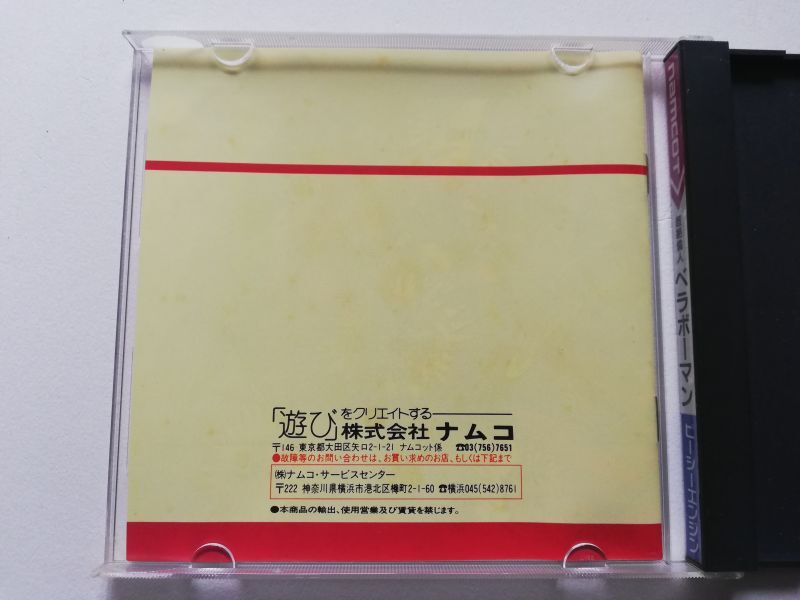 「遊び」をクリエイトする
株式会社 ナムコ
〒146 東京都大田区矢口2-1-21 ナムコット係 ☎03(756)7651
●故障等のお問い合わせは、お買い求めのお店、もしくは下記まで
(株)ナムコ・サービスセンター
〒222 神奈川県横浜市港北区樽町2-1-60 ☎横浜045(542)8761
●本商品の輸出、使用営業及び賃貸を禁じます。
namcot
超絶倫人
ベラボーマン
ピーシーエンジン